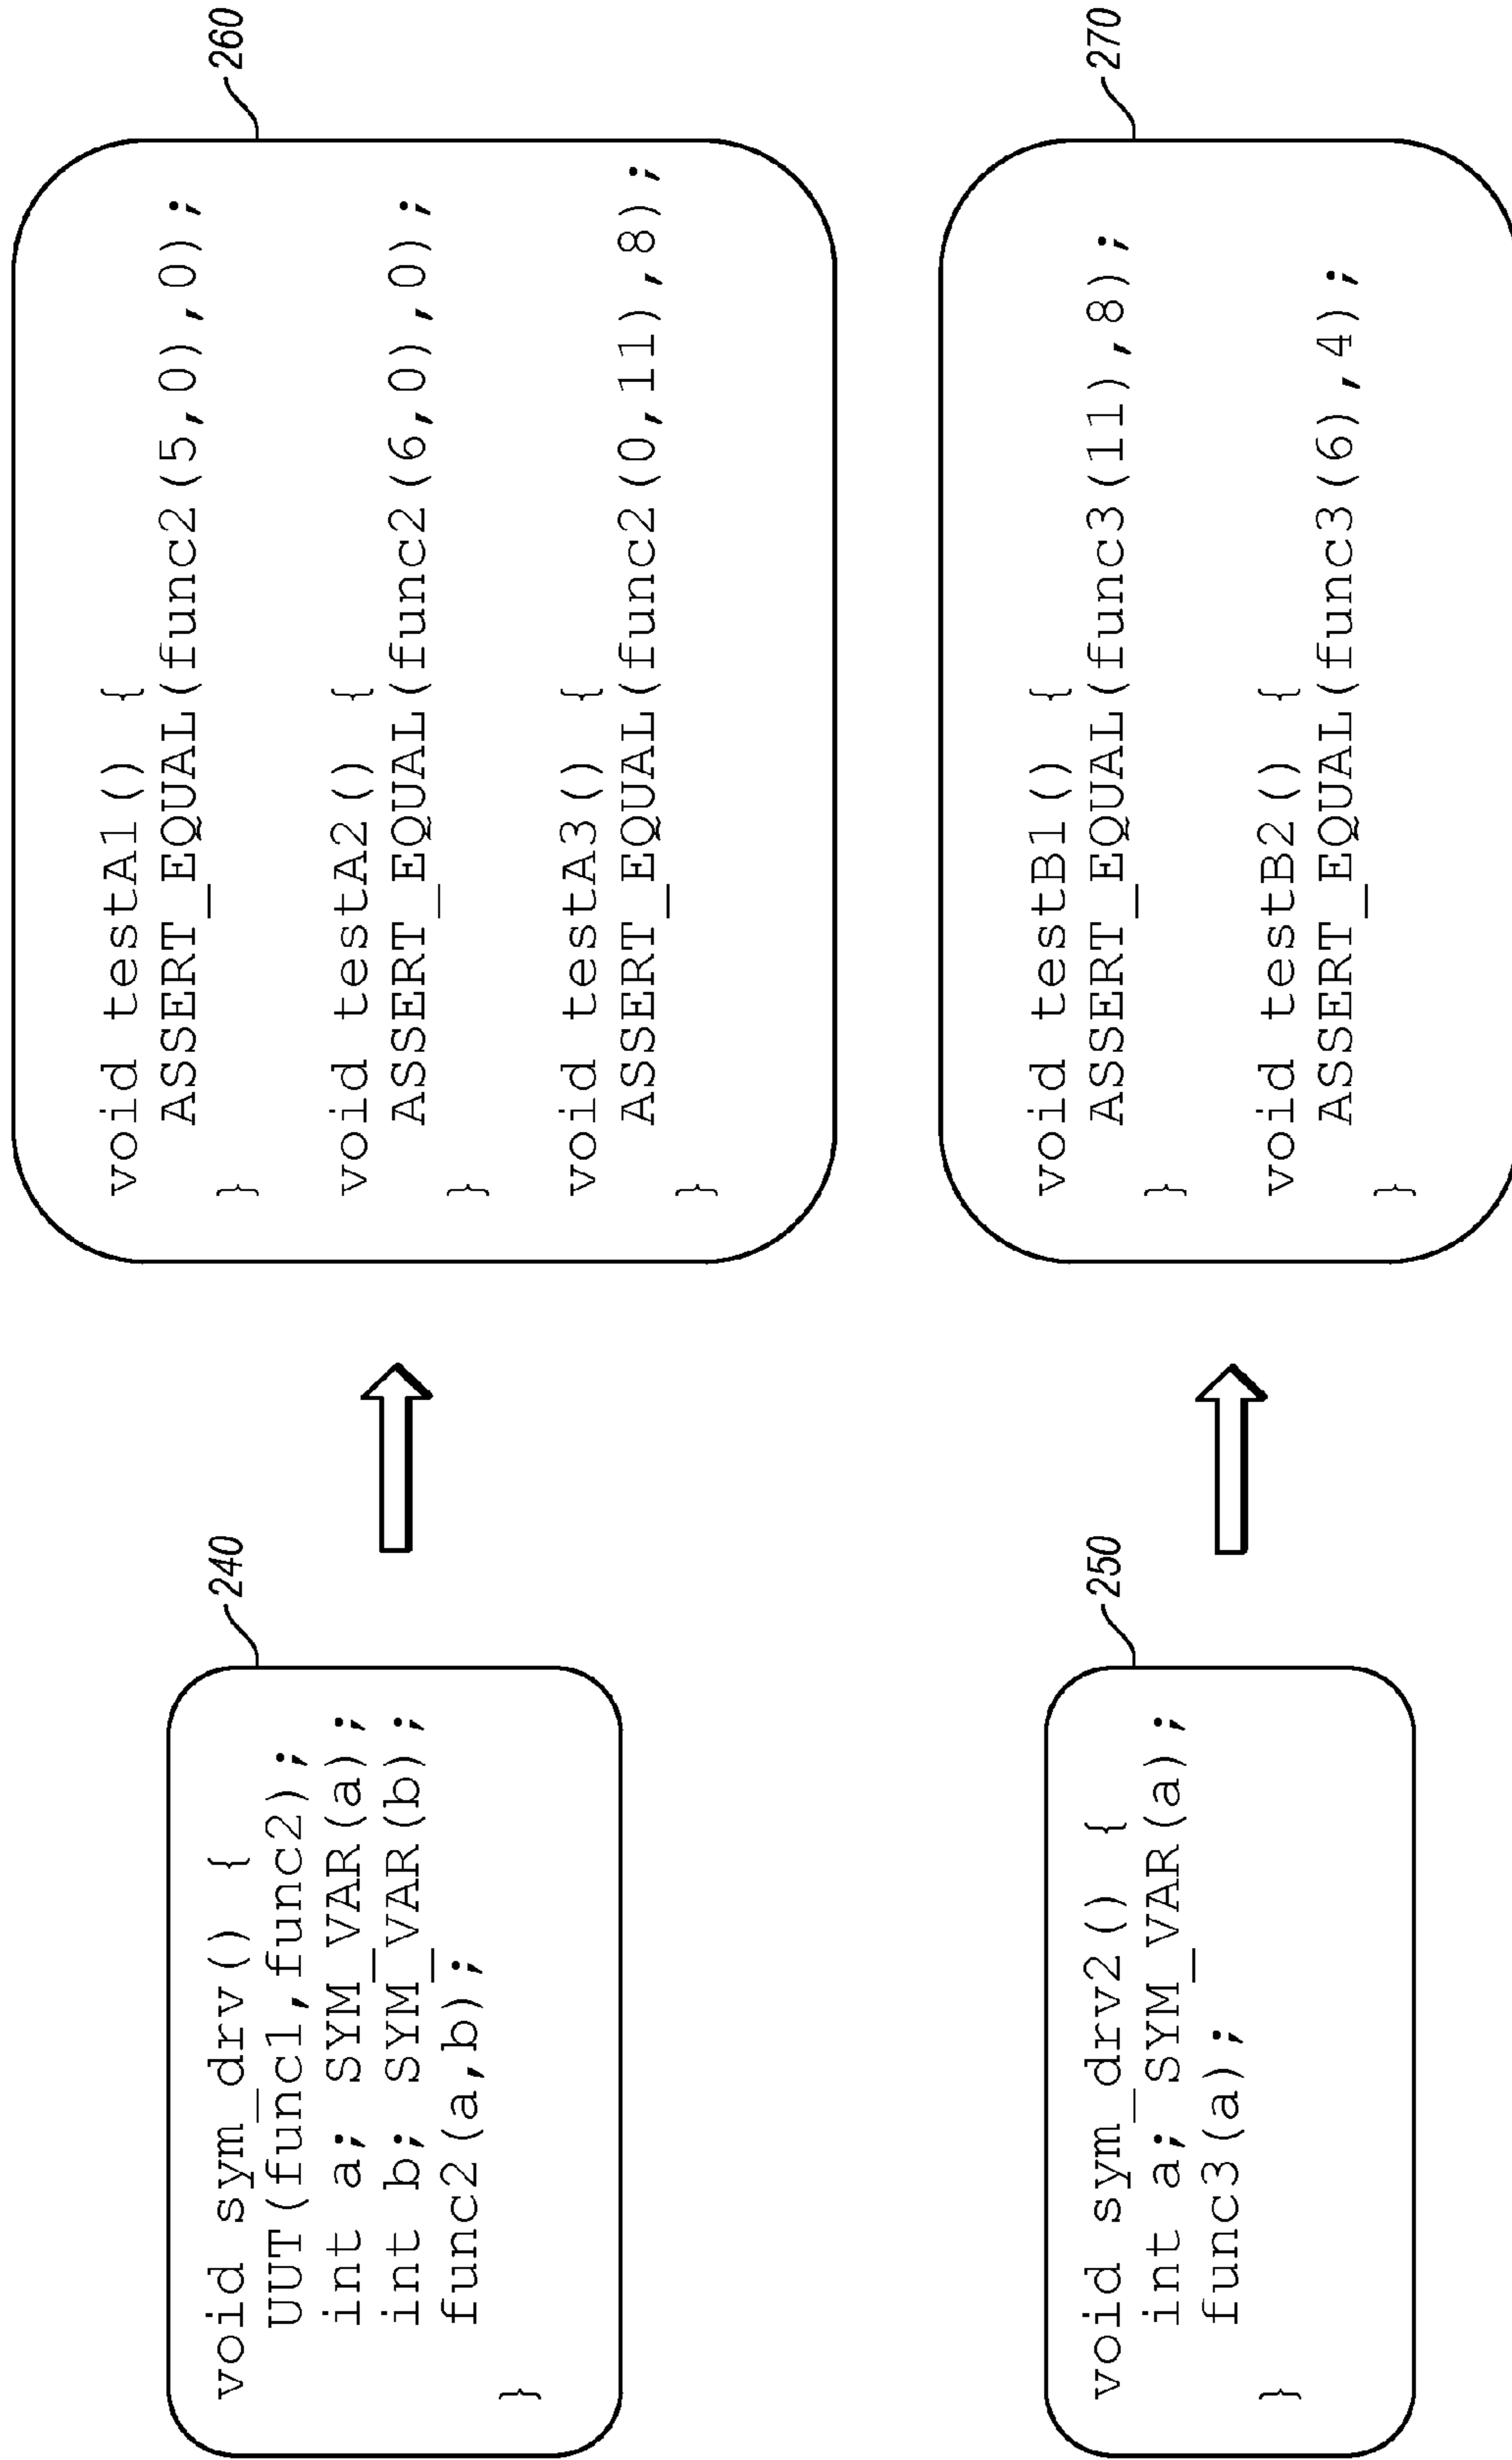 240
void sym_drv() {
UUT(func1,func2);
int a; SYM_VAR(a);
int b; SYM_VAR(b);
func2(a,b);
}
260
void testA1() {
ASSERT_EQUAL(func2(5,0),0);
}
void testA2() {
ASSERT_EQUAL(func2(6,0),0);
}
void testA3() {
ASSERT_EQUAL(func2(0,11),8);
}
250
void sym_drv2() {
int a; SYM_VAR(a);
func3(a);
}
270
void testB1() {
ASSERT_EQUAL(func3(11),8);
}
void testB2() {
ASSERT_EQUAL(func3(6),4);
}